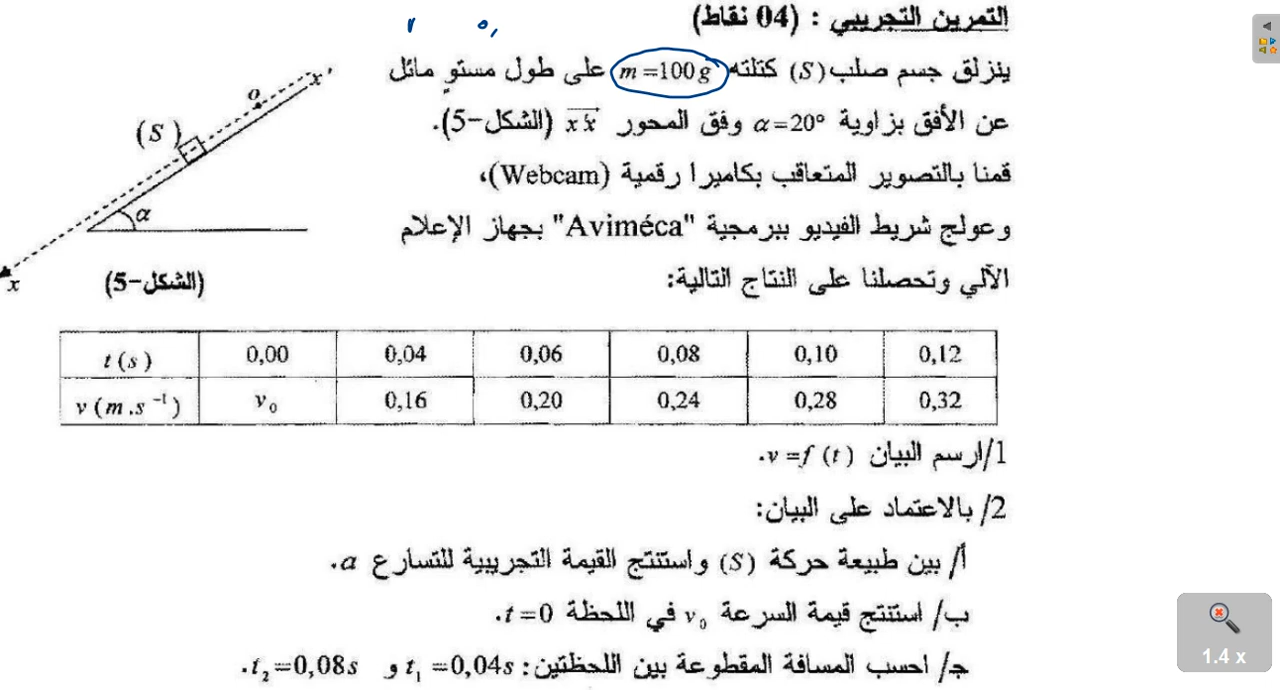 التمرين التجريبي : (04 نقاط)
ينزلق جسم صلب (S) كتلته m =100 g على طول مستو مائل
عن الأفق بزاوية α=20° وفق المحور x'x (الشكل-5).
قمنا بالتصوير المتعاقب بكاميرا رقمية (Webcam)،
وعولج شريط الفيديو ببرمجية "Aviméca" بجهاز الإعلام
الآلي وتحصلنا على النتاج التالية:
x'
o
(S)
α
x
(الشكل-5)
t (s) 0,00 0,04 0,06 0,08 0,10 0,12
v (m.s⁻¹) v₀ 0,16 0,20 0,24 0,28 0,32
1/ارسم البيان v =f (t).
2/ بالاعتماد على البيان:
أ/ بين طبيعة حركة (S) واستنتج القيمة التجريبية للتسارع a.
ب/ استنتج قيمة السرعة v₀ في اللحظة t=0.
ج/ احسب المسافة المقطوعة بين اللحظتين: t₁ =0,04s و t₂=0,08s.
1.4 x